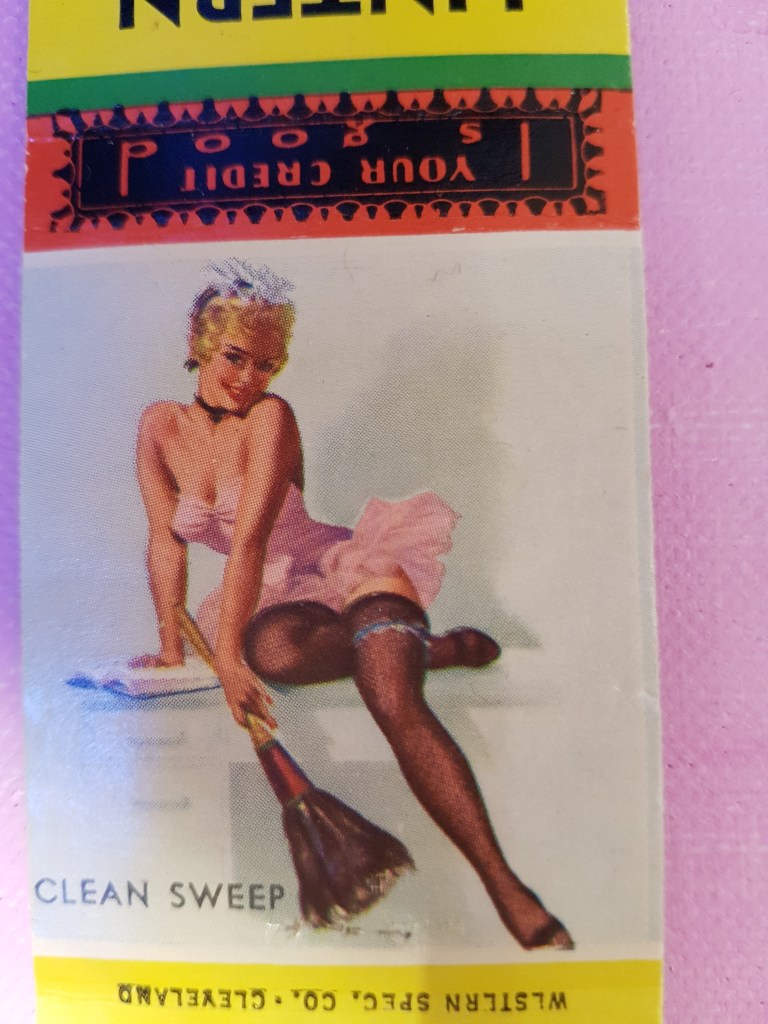 YOUR CREDIT
Is good
CLEAN SWEEP
WESTERN SPEC. CO. · CLEVELAND